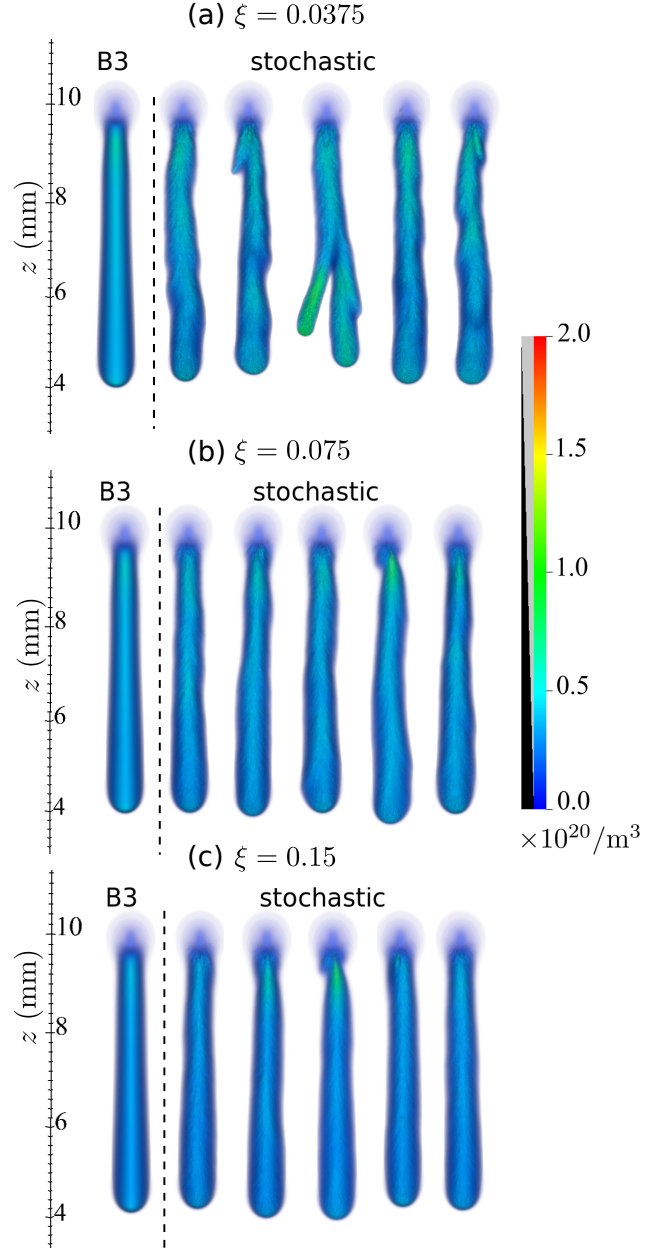 (a) ξ = 0.0375
B3 stochastic
10
8
6
4
z (mm)
(b) ξ = 0.075
B3 stochastic
10
8
6
4
z (mm)
2.0
1.5
1.0
0.5
0.0
×10²⁰/m³
(c) ξ = 0.15
B3 stochastic
10
8
6
4
z (mm)